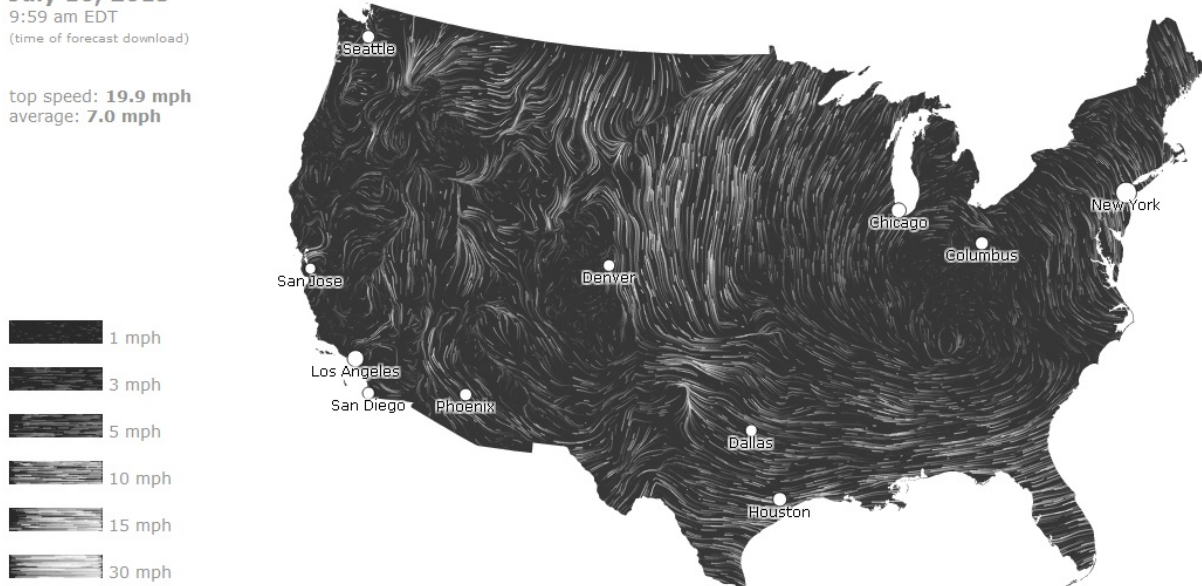 9:59 am EDT
(time of forecast download)
top speed: 19.9 mph
average: 7.0 mph
1 mph
3 mph
5 mph
10 mph
15 mph
30 mph
Seattle
New York
Chicago
Columbus
San Jose
Denver
Los Angeles
San Diego
Phoenix
Dallas
Houston